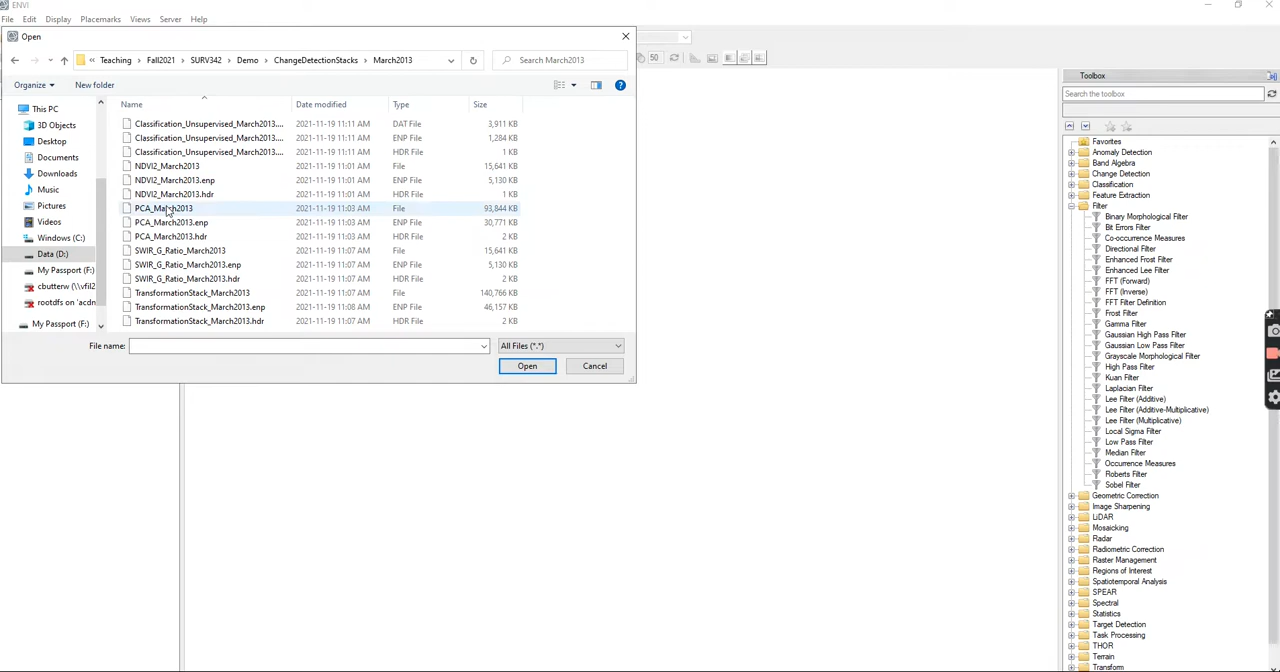 ENVI
File Edit Display Placemarks Views Server Help
Open
« Teaching > Fall2021 > SURV342 > Demo > ChangeDetectionStacks > March2013
Search March2013
Organize New folder
Name Date modified Type Size
This PC
3D Objects
Desktop
Documents
Downloads
Music
Pictures
Videos
Windows (C:)
Data (D:)
My Passport (F:)
cbutterw (\\vfil2
rootdfs on 'acdn
My Passport (F:)
Classification_Unsupervised_March2013.... 2021-11-19 11:11 AM DAT File 3,911 KB
Classification_Unsupervised_March2013.... 2021-11-19 11:11 AM ENP File 1,284 KB
Classification_Unsupervised_March2013.... 2021-11-19 11:11 AM HDR File 1 KB
NDVI2_March2013 2021-11-19 11:01 AM File 15,641 KB
NDVI2_March2013.enp 2021-11-19 11:01 AM ENP File 5,130 KB
NDVI2_March2013.hdr 2021-11-19 11:01 AM HDR File 1 KB
PCA_March2013 2021-11-19 11:03 AM File 93,844 KB
PCA_March2013.enp 2021-11-19 11:03 AM ENP File 30,771 KB
PCA_March2013.hdr 2021-11-19 11:03 AM HDR File 2 KB
SWIR_G_Ratio_March2013 2021-11-19 11:07 AM File 15,641 KB
SWIR_G_Ratio_March2013.enp 2021-11-19 11:07 AM ENP File 5,130 KB
SWIR_G_Ratio_March2013.hdr 2021-11-19 11:07 AM HDR File 2 KB
TransformationStack_March2013 2021-11-19 11:07 AM File 140,766 KB
TransformationStack_March2013.enp 2021-11-19 11:08 AM ENP File 46,157 KB
TransformationStack_March2013.hdr 2021-11-19 11:07 AM HDR File 2 KB
File name: All Files (*.*)
Open Cancel
50
Toolbox
Search the toolbox
Favorites
Anomaly Detection
Band Algebra
Change Detection
Classification
Feature Extraction
Filter
Binary Morphological Filter
Bit Errors Filter
Co-occurrence Measures
Directional Filter
Enhanced Frost Filter
Enhanced Lee Filter
FFT (Forward)
FFT (Inverse)
FFT Filter Definition
Frost Filter
Gamma Filter
Gaussian High Pass Filter
Gaussian Low Pass Filter
Grayscale Morphological Filter
High Pass Filter
Kuan Filter
Laplacian Filter
Lee Filter (Additive)
Lee Filter (Additive-Multiplicative)
Lee Filter (Multiplicative)
Local Sigma Filter
Low Pass Filter
Median Filter
Occurrence Measures
Roberts Filter
Sobel Filter
Geometric Correction
Image Sharpening
LiDAR
Mosaicking
Radar
Radiometric Correction
Raster Management
Regions of Interest
Spatiotemporal Analysis
SPEAR
Spectral
Statistics
Target Detection
Task Processing
THOR
Terrain
Transform